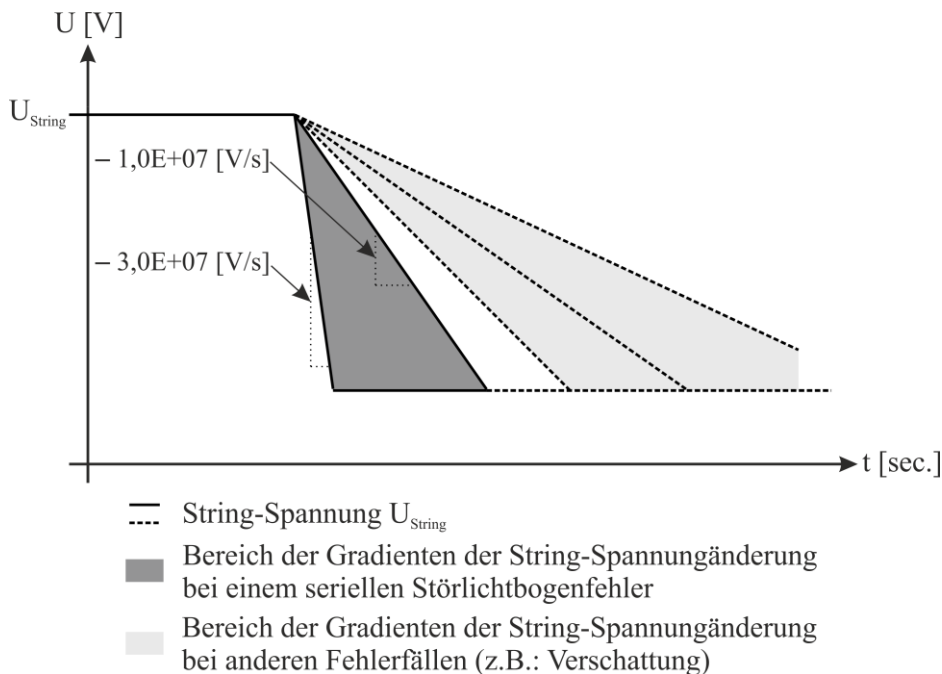 U [V]
U_String
– 1,0E+07 [V/s]
– 3,0E+07 [V/s]
t [sec.]
String-Spannung U_String
Bereich der Gradienten der String-Spannungänderung
bei einem seriellen Störlichtbogenfehler
Bereich der Gradienten der String-Spannungänderung
bei anderen Fehlerfällen (z.B.: Verschattung)